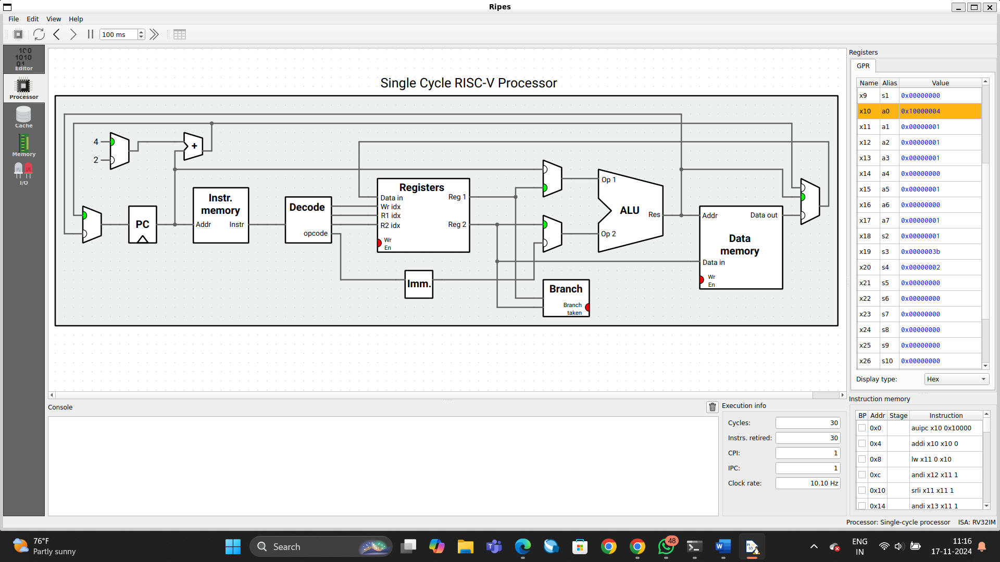 Ripes
File Edit View Help
100 ms
100
1010
01
Editor
Processor
Cache
Memory
I/O
Single Cycle RISC-V Processor
4
2
+
PC
Instr.
memory
Addr
Instr
Decode
opcode
Registers
Data in
Wr idx
R1 idx
R2 idx
Reg 1
Reg 2
Wr
En
Imm.
Op 1
Op 2
ALU
Res
Branch
Branch
taken
Addr
Data out
Data
memory
Data in
Wr
En
Registers
GPR
Name Alias Value
x9 s1 0x00000000
x10 a0 0x10000004
x11 a1 0x00000001
x12 a2 0x00000001
x13 a3 0x00000001
x14 a4 0x00000000
x15 a5 0x00000001
x16 a6 0x00000000
x17 a7 0x00000001
x18 s2 0x00000001
x19 s3 0x0000003b
x20 s4 0x00000002
x21 s5 0x00000000
x22 s6 0x00000000
x23 s7 0x00000000
x24 s8 0x00000000
x25 s9 0x00000000
x26 s10 0x00000000
Display type: Hex
Console
Execution info
Cycles: 30
Instrs. retired: 30
CPI: 1
IPC: 1
Clock rate: 10.10 Hz
Instruction memory
BP Addr Stage Instruction
0x0 auipc x10 0x10000
0x4 addi x10 x10 0
0x8 lw x11 0 x10
0xc andi x12 x11 1
0x10 srli x11 x11 1
0x14 andi x13 x11 1
Processor: Single-cycle processor ISA: RV32IM
76°F
Partly sunny
Search
48
ENG
IN
11:16
17-11-2024